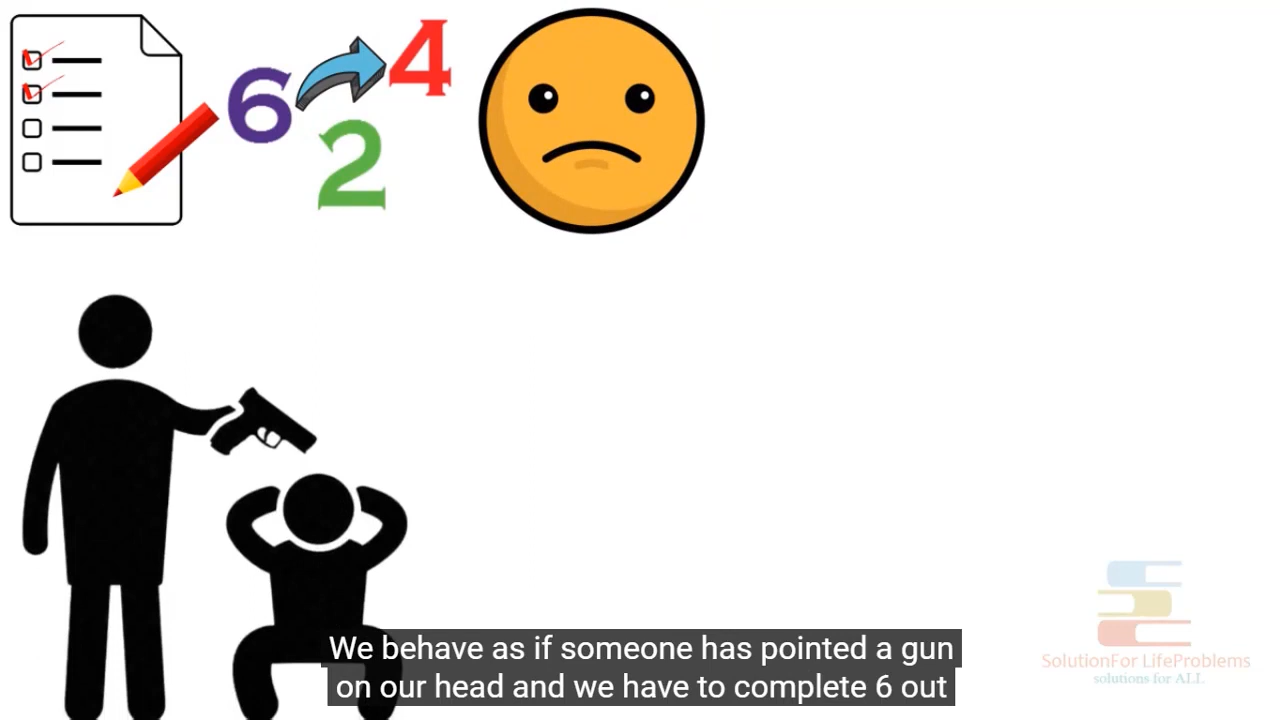 6
4
2
We behave as if someone has pointed a gun
on our head and we have to complete 6 out
SolutionFor LifeProblems
solutions for ALL